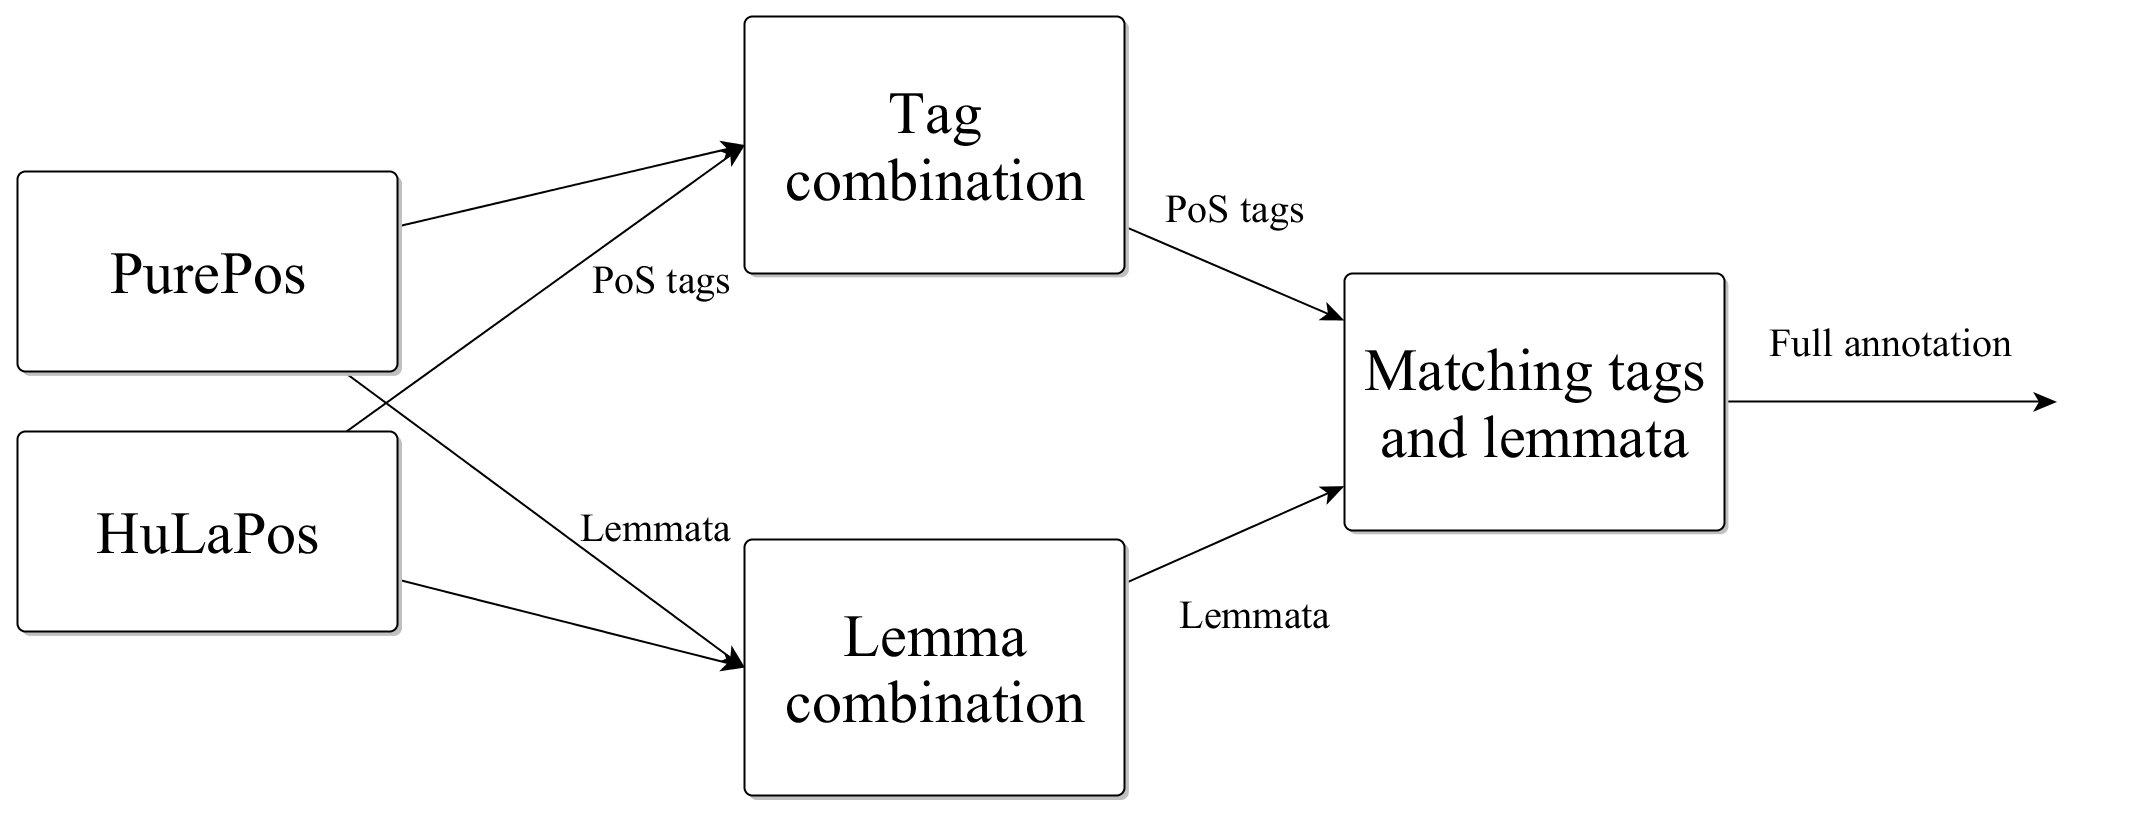 PurePos
HuLaPos
PoS tags
Lemmata
Tag
combination
Lemma
combination
PoS tags
Lemmata
Matching tags
and lemmata
Full annotation